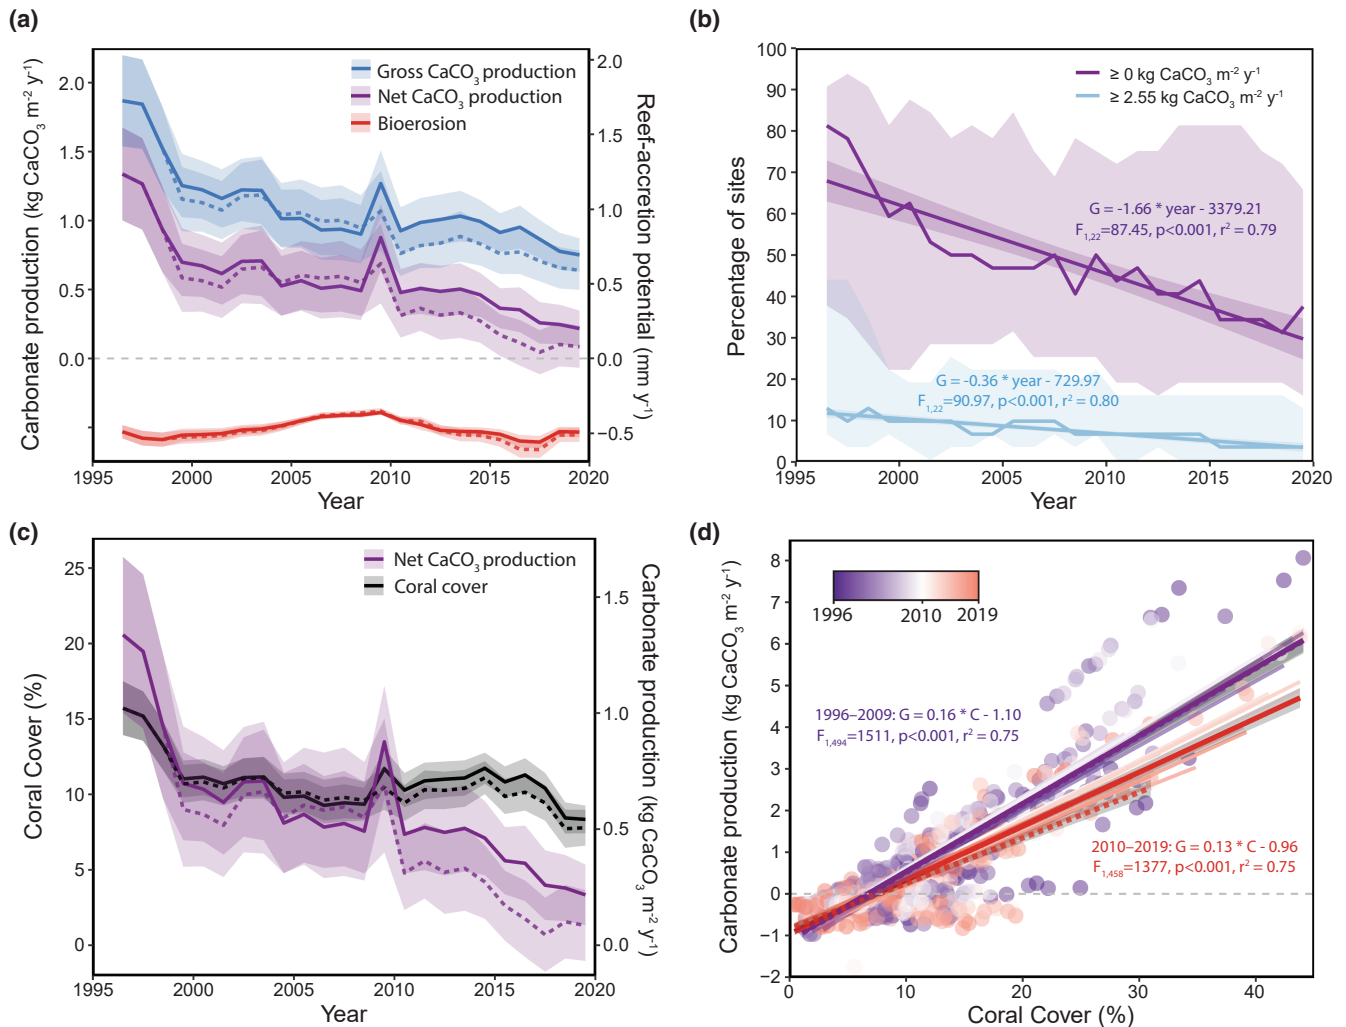 (a)
Carbonate production (kg CaCO3 m-2 y-1)
2.0
1.5
1.0
0.5
0.0
Gross CaCO3 production
Net CaCO3 production
Bioerosion
2.0
1.5
1.0
0.5
0.0
−0.5
Reef-accretion potential (mm y-1)
1995 2000 2005 2010 2015 2020
Year
(b)
Percentage of sites
100
90
80
70
60
50
40
30
20
10
0
≥ 0 kg CaCO3 m-2 y-1
≥ 2.55 kg CaCO3 m-2 y-1
G = -1.66 * year - 3379.21
F1,22=87.45, p<0.001, r2 = 0.79
G = -0.36 * year - 729.97
F1,22=90.97, p<0.001, r2 = 0.80
1995 2000 2005 2010 2015 2020
Year
(c)
Coral Cover (%)
25
20
15
10
5
0
Net CaCO3 production
Coral cover
1.5
1.0
0.5
0.0
Carbonate production (kg CaCO3 m-2 y-1)
1995 2000 2005 2010 2015 2020
Year
(d)
Carbonate production (kg CaCO3 m-2 y-1)
8
7
6
5
4
3
2
1
0
−1
−2
1996 2010 2019
1996–2009: G = 0.16 * C - 1.10
F1,494=1511, p<0.001, r2 = 0.75
2010–2019: G = 0.13 * C - 0.96
F1,458=1377, p<0.001, r2 = 0.75
0 10 20 30 40
Coral Cover (%)